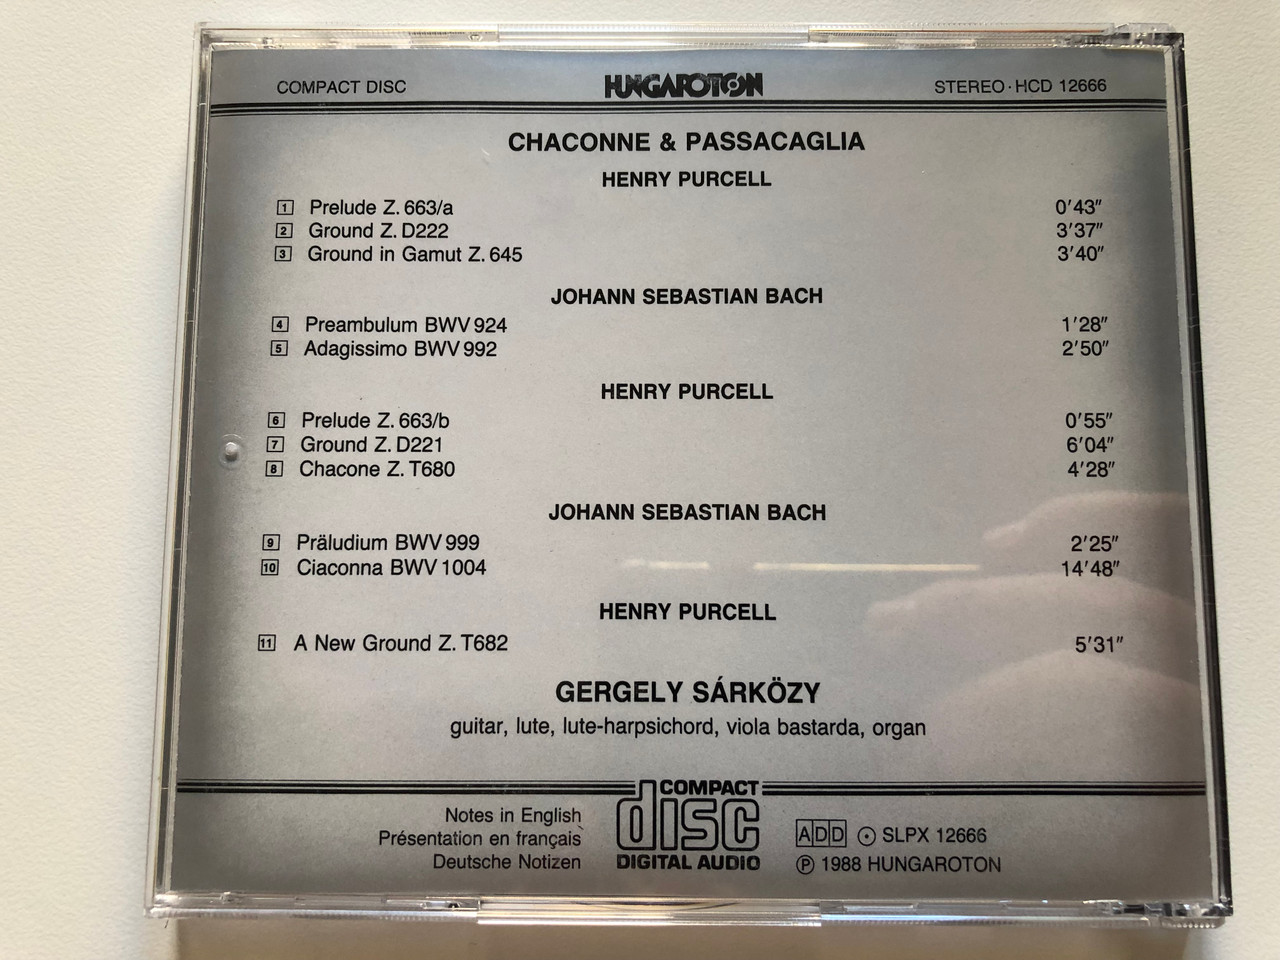 COMPACT DISC HUNGAROTON STEREO·HCD 12666
CHACONNE & PASSACAGLIA
HENRY PURCELL
1 Prelude Z. 663/a 0′43″
2 Ground Z. D222 3′37″
3 Ground in Gamut Z. 645 3′40″
JOHANN SEBASTIAN BACH
4 Preambulum BWV 924 1′28″
5 Adagissimo BWV 992 2′50″
HENRY PURCELL
6 Prelude Z. 663/b 0′55″
7 Ground Z. D221 6′04″
8 Chacone Z. T680 4′28″
JOHANN SEBASTIAN BACH
9 Präludium BWV 999 2′25″
10 Ciaconna BWV 1004 14′48″
HENRY PURCELL
11 A New Ground Z. T682 5′31″
GERGELY SÁRKÖZY
guitar, lute, lute-harpsichord, viola bastarda, organ
Notes in English
Présentation en français
Deutsche Notizen
COMPACT
disc
DIGITAL AUDIO
ADD ⊙ SLPX 12666
℗ 1988 HUNGAROTON